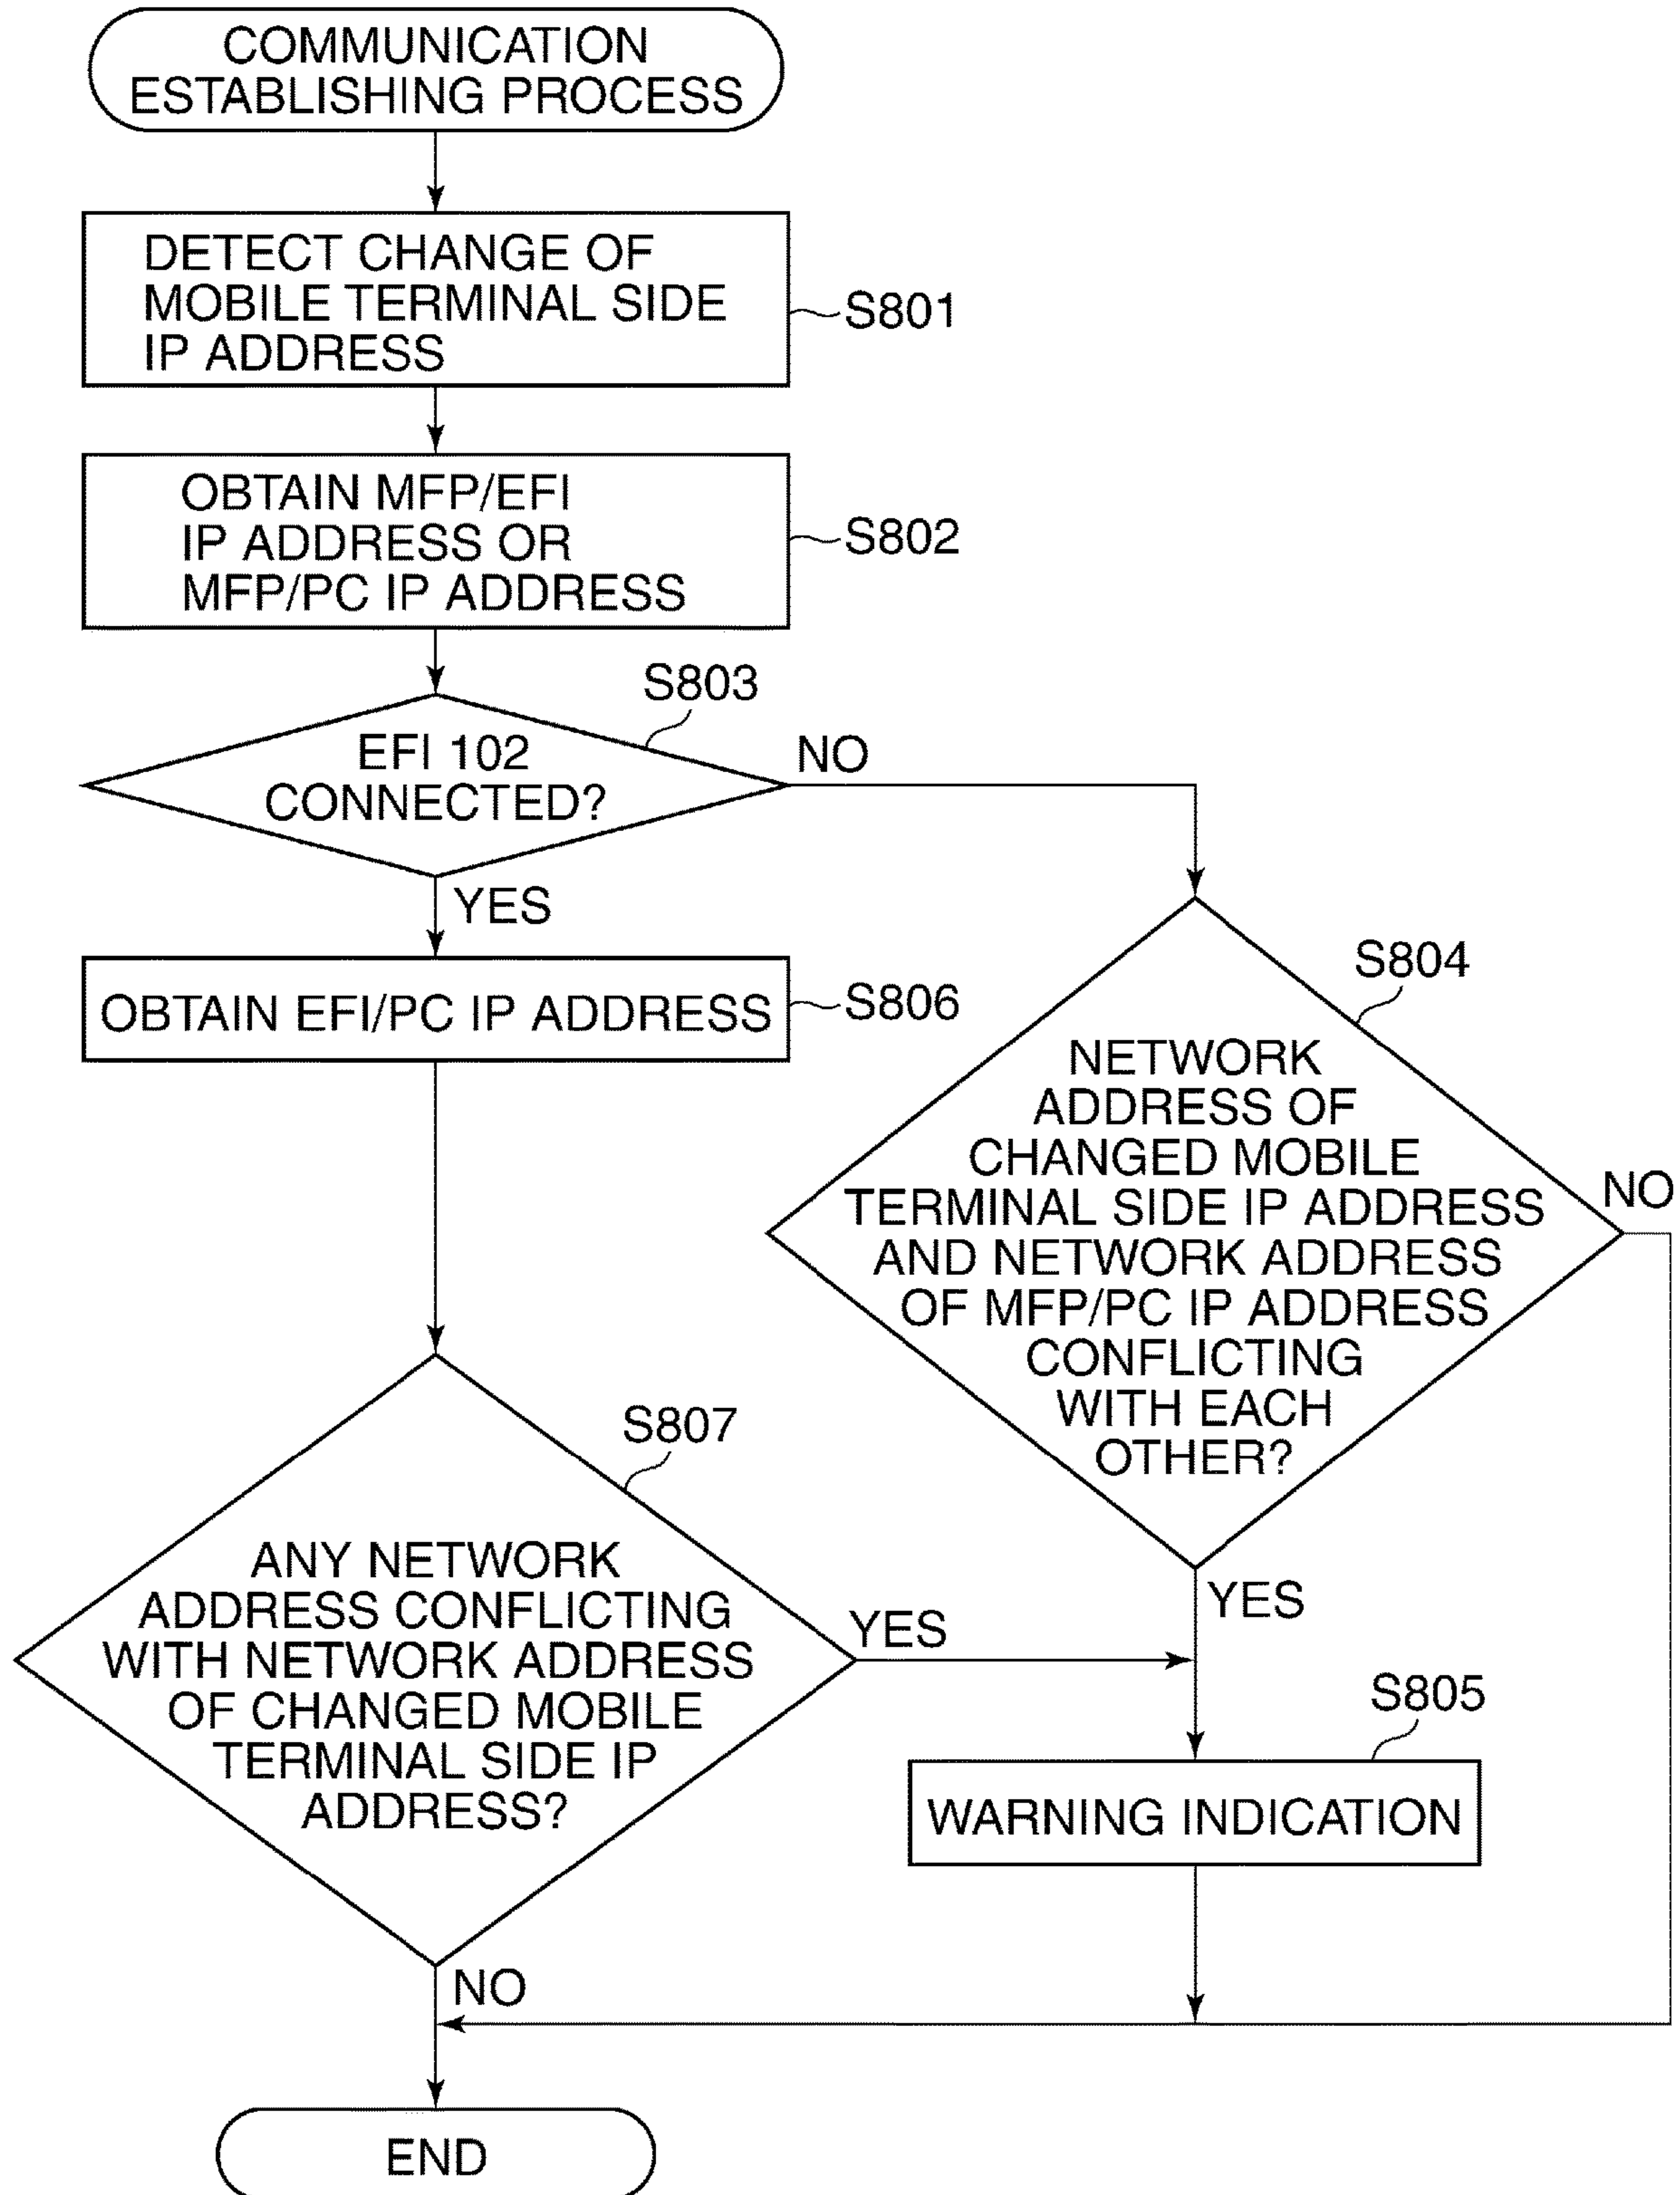 COMMUNICATION
ESTABLISHING PROCESS
DETECT CHANGE OF
MOBILE TERMINAL SIDE
IP ADDRESS
S801
OBTAIN MFP/EFI
IP ADDRESS OR
MFP/PC IP ADDRESS
S802
S803
EFI 102
CONNECTED?
NO
YES
OBTAIN EFI/PC IP ADDRESS
S806
S804
NETWORK
ADDRESS OF
CHANGED MOBILE
TERMINAL SIDE IP ADDRESS
AND NETWORK ADDRESS
OF MFP/PC IP ADDRESS
CONFLICTING
WITH EACH
OTHER?
NO
YES
S807
ANY NETWORK
ADDRESS CONFLICTING
WITH NETWORK ADDRESS
OF CHANGED MOBILE
TERMINAL SIDE IP
ADDRESS?
YES
S805
WARNING INDICATION
NO
END